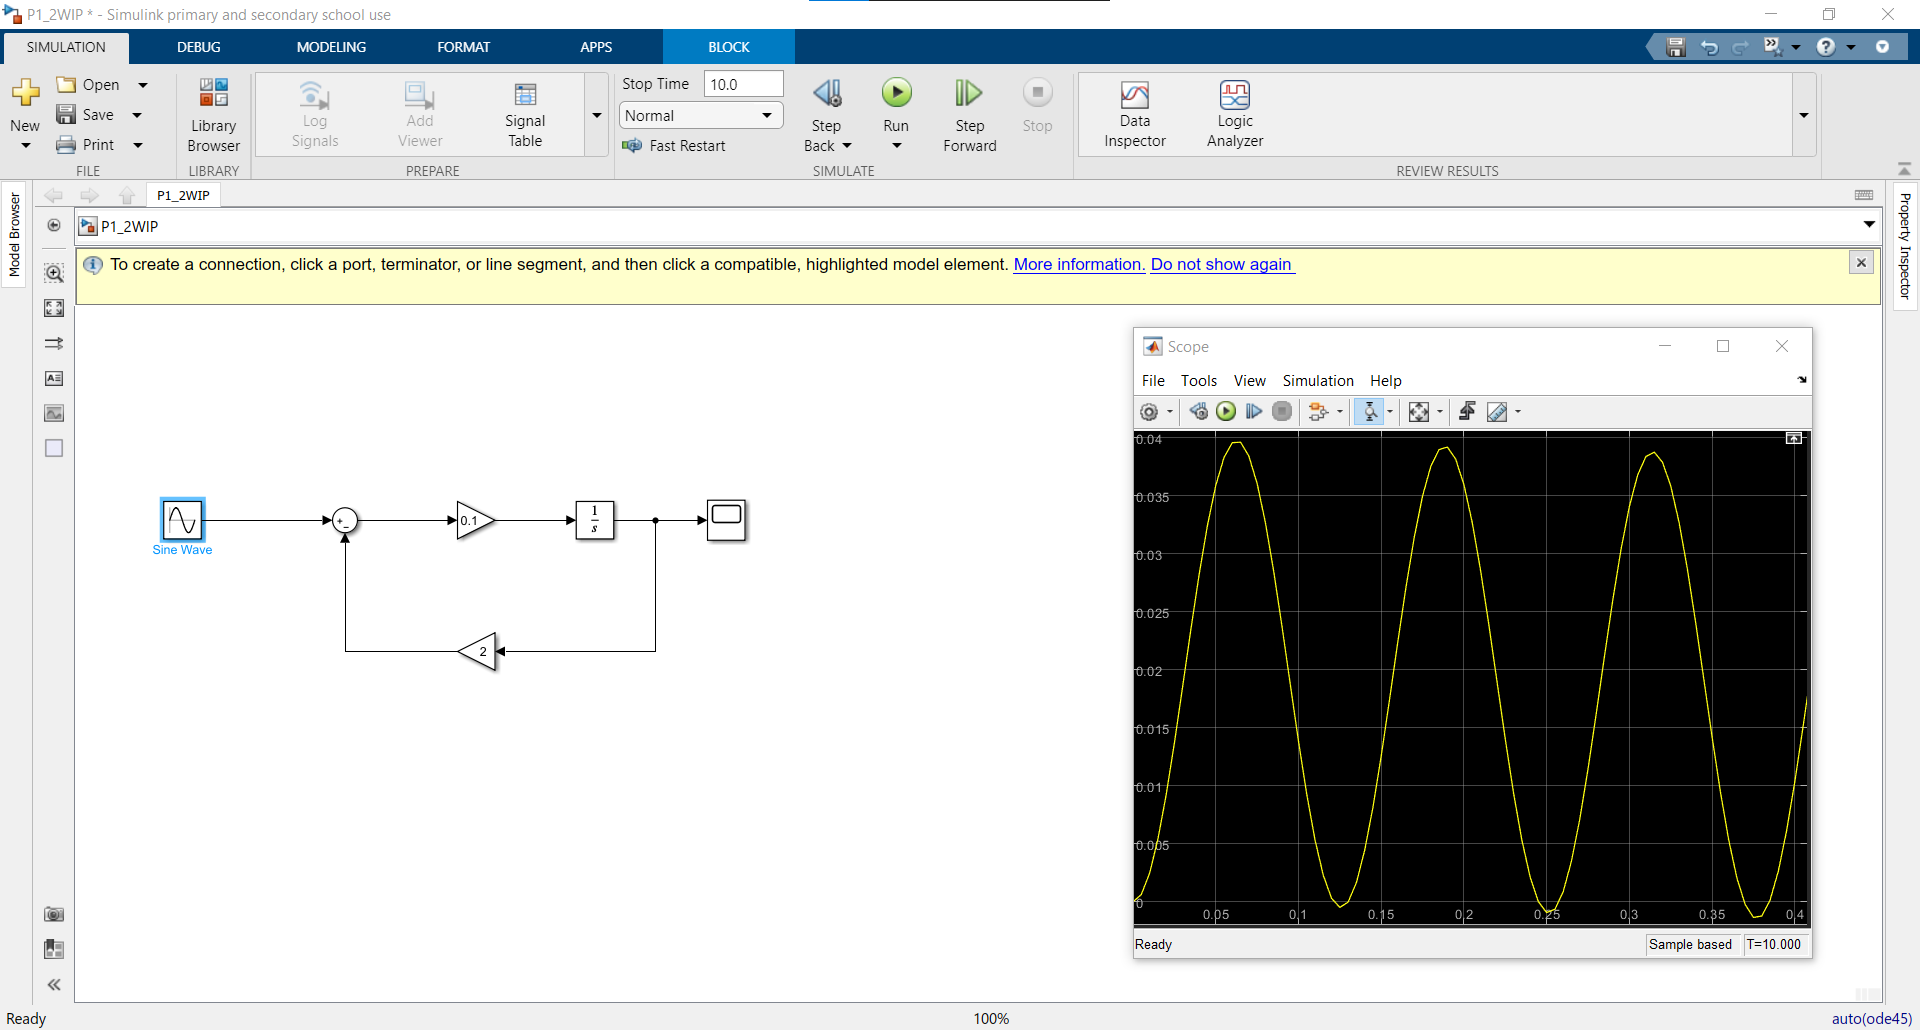 P1_2WIP * - Simulink primary and secondary school use
SIMULATION DEBUG MODELING FORMAT APPS BLOCK
New
Open
Save
Print
FILE
Library
Browser
LIBRARY
Log
Signals
Add
Viewer
Signal
Table
PREPARE
Stop Time 10.0
Normal
Fast Restart
Step
Back
Run
Step
Forward
Stop
SIMULATE
Data
Inspector
Logic
Analyzer
REVIEW RESULTS
Model Browser
P1_2WIP
P1_2WIP
Property Inspector
To create a connection, click a port, terminator, or line segment, and then click a compatible, highlighted model element. More information. Do not show again
Sine Wave
+
−
0.1
1
s
2
Scope
File Tools View Simulation Help
0.04
0.035
0.03
0.025
0.02
0.015
0.01
0.005
0
0.05 0.1 0.15 0.2 0.25 0.3 0.35 0.4
Ready Sample based T=10.000
Ready 100% auto(ode45)